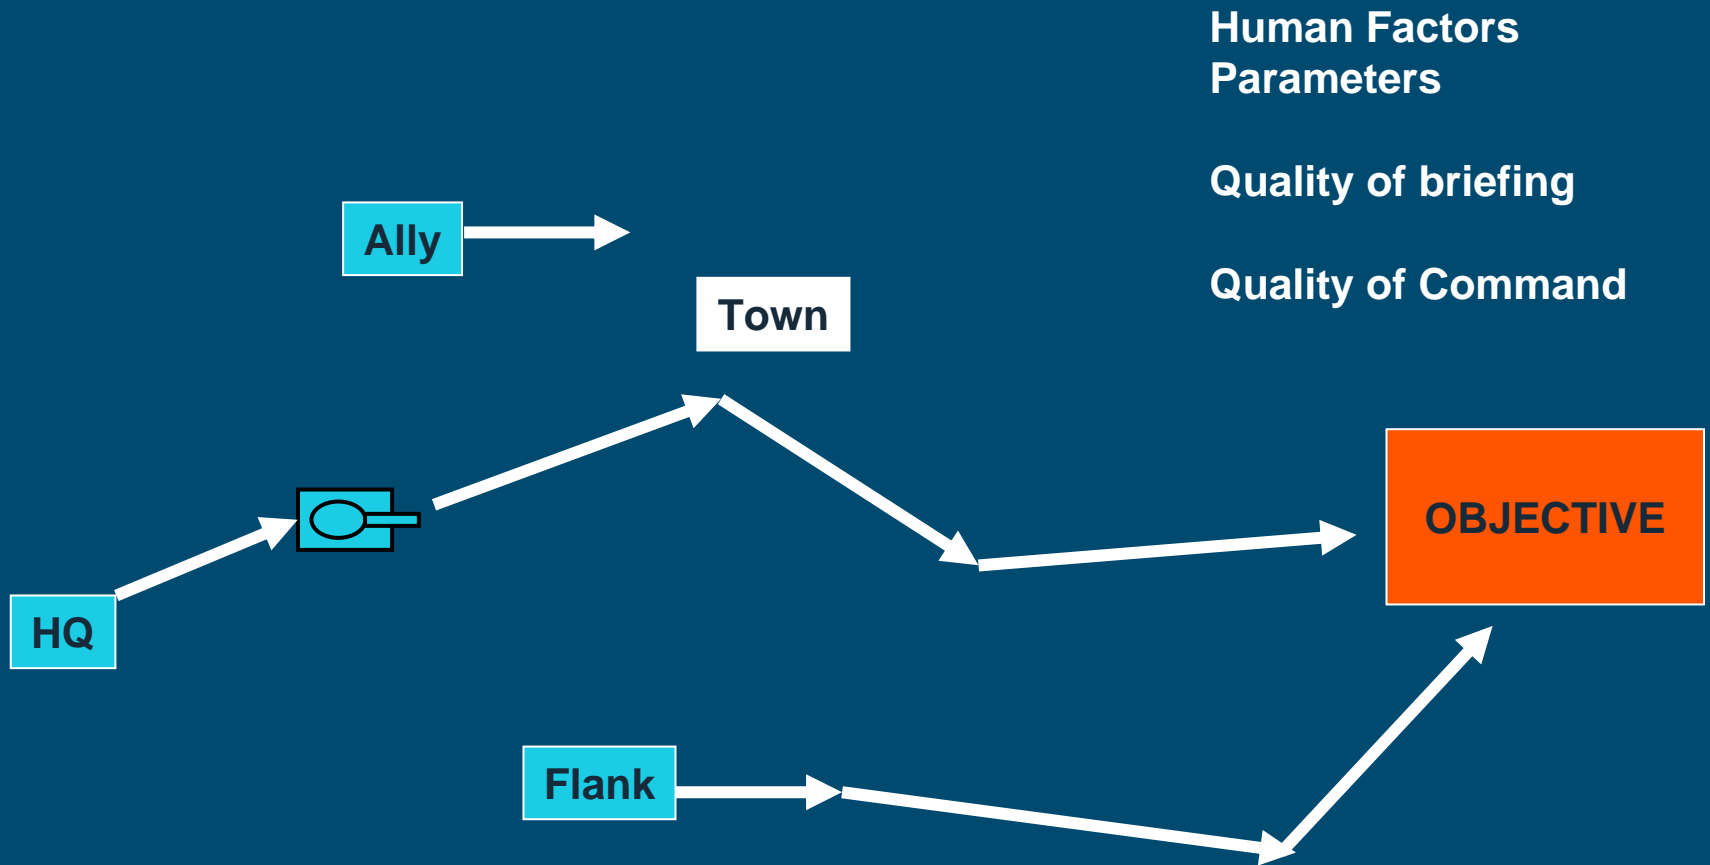 Human Factors
Parameters
Quality of briefing
Quality of Command
Ally
Town
OBJECTIVE
HQ
Flank